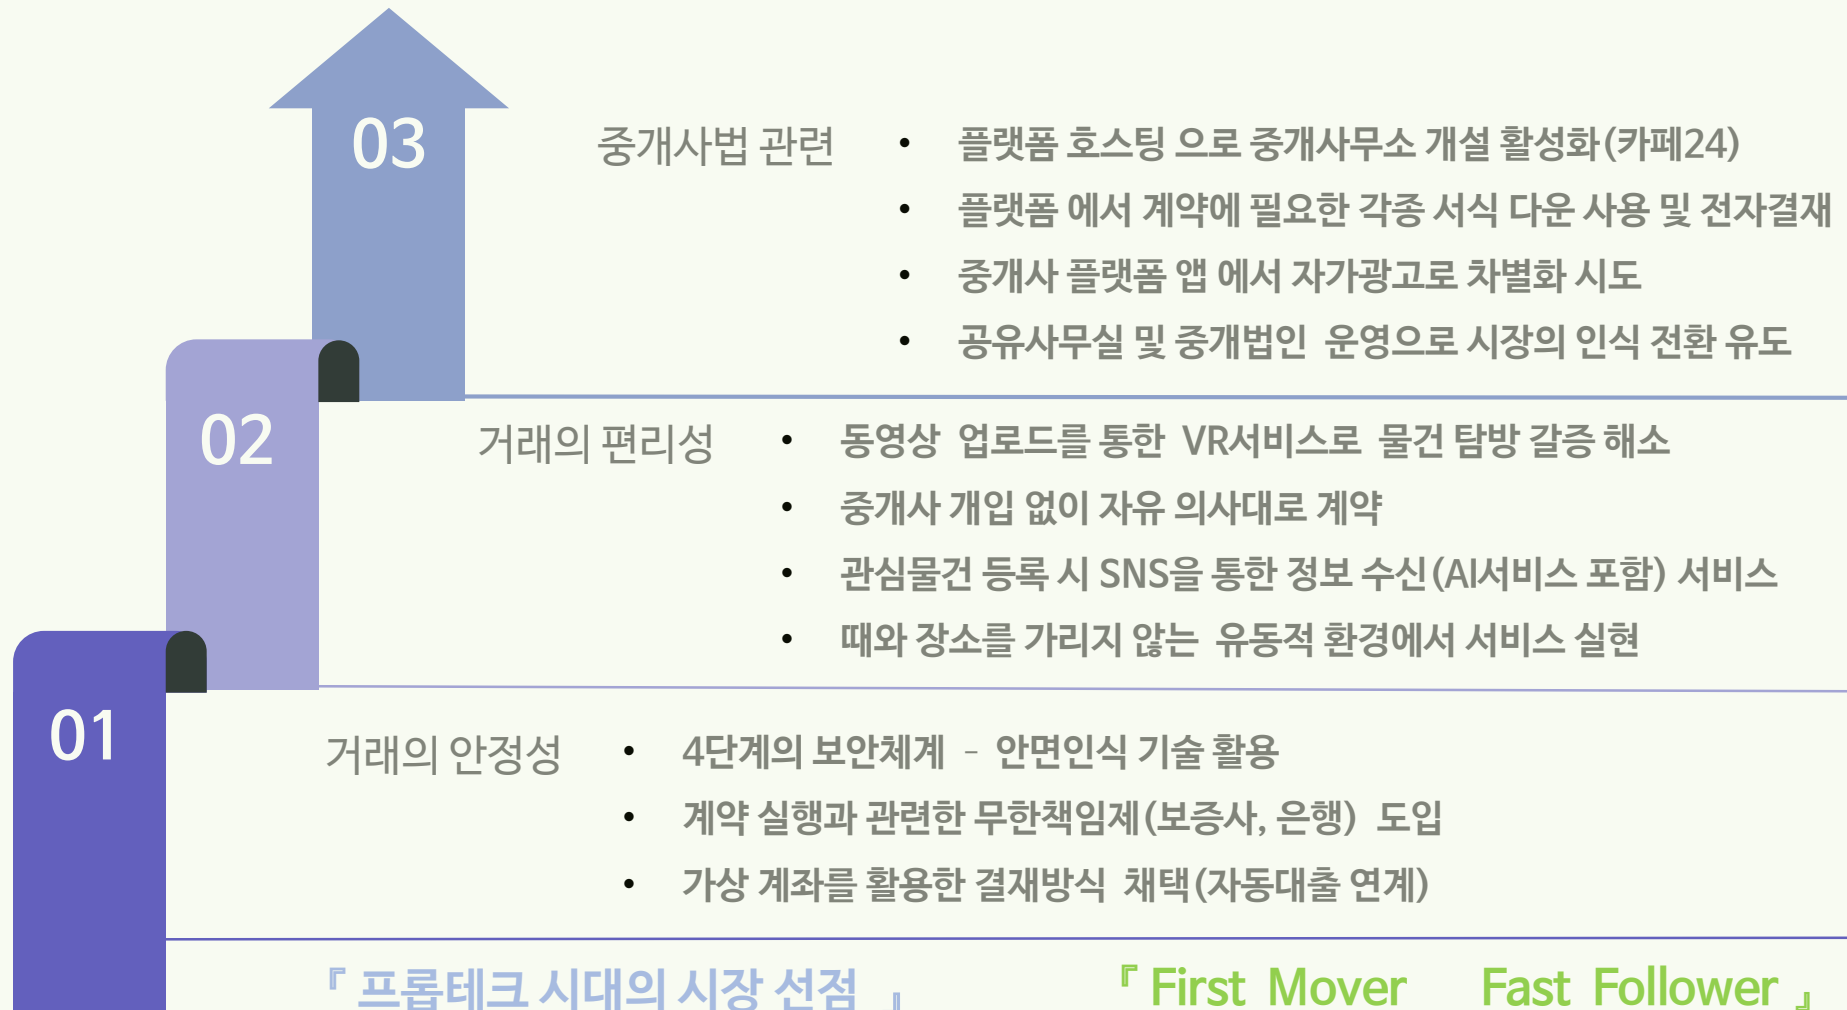 03
중개사법 관련
• 플랫폼 호스팅 으로 중개사무소 개설 활성화(카페24)
• 플랫폼 에서 계약에 필요한 각종 서식 다운 사용 및 전자결재
• 중개사 플랫폼 앱 에서 자가광고로 차별화 시도
• 공유사무실 및 중개법인 운영으로 시장의 인식 전환 유도
02
거래의 편리성
• 동영상 업로드를 통한 VR서비스로 물건 탐방 갈증 해소
• 중개사 개입 없이 자유 의사대로 계약
• 관심물건 등록 시 SNS을 통한 정보 수신(AI서비스 포함) 서비스
• 때와 장소를 가리지 않는 유동적 환경에서 서비스 실현
01
거래의 안정성
• 4단계의 보안체계 - 안면인식 기술 활용
• 계약 실행과 관련한 무한책임제(보증사, 은행) 도입
• 가상 계좌를 활용한 결재방식 채택(자동대출 연계)
『 프롭테크 시대의 시장 선점 』
『 First Mover Fast Follower 』